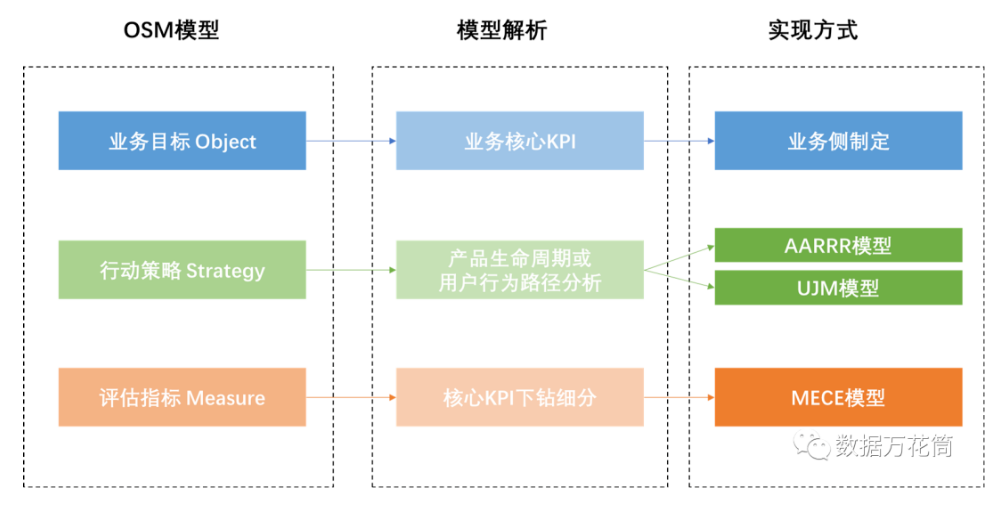 OSM模型
模型解析
实现方式
业务目标 Object
业务核心KPI
业务侧制定
行动策略 Strategy
产品生命周期或
用户行为路径分析
AARRR模型
UJM模型
评估指标 Measure
核心KPI下钻细分
MECE模型
数据万花筒